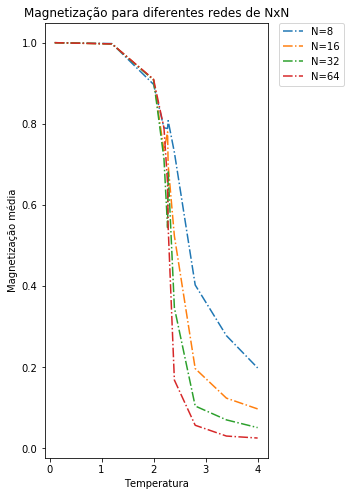 Magnetização para diferentes redes de NxN
N=8
N=16
N=32
N=64
1.0
0.8
0.6
0.4
0.2
0.0
Magnetização média
0 1 2 3 4
Temperatura